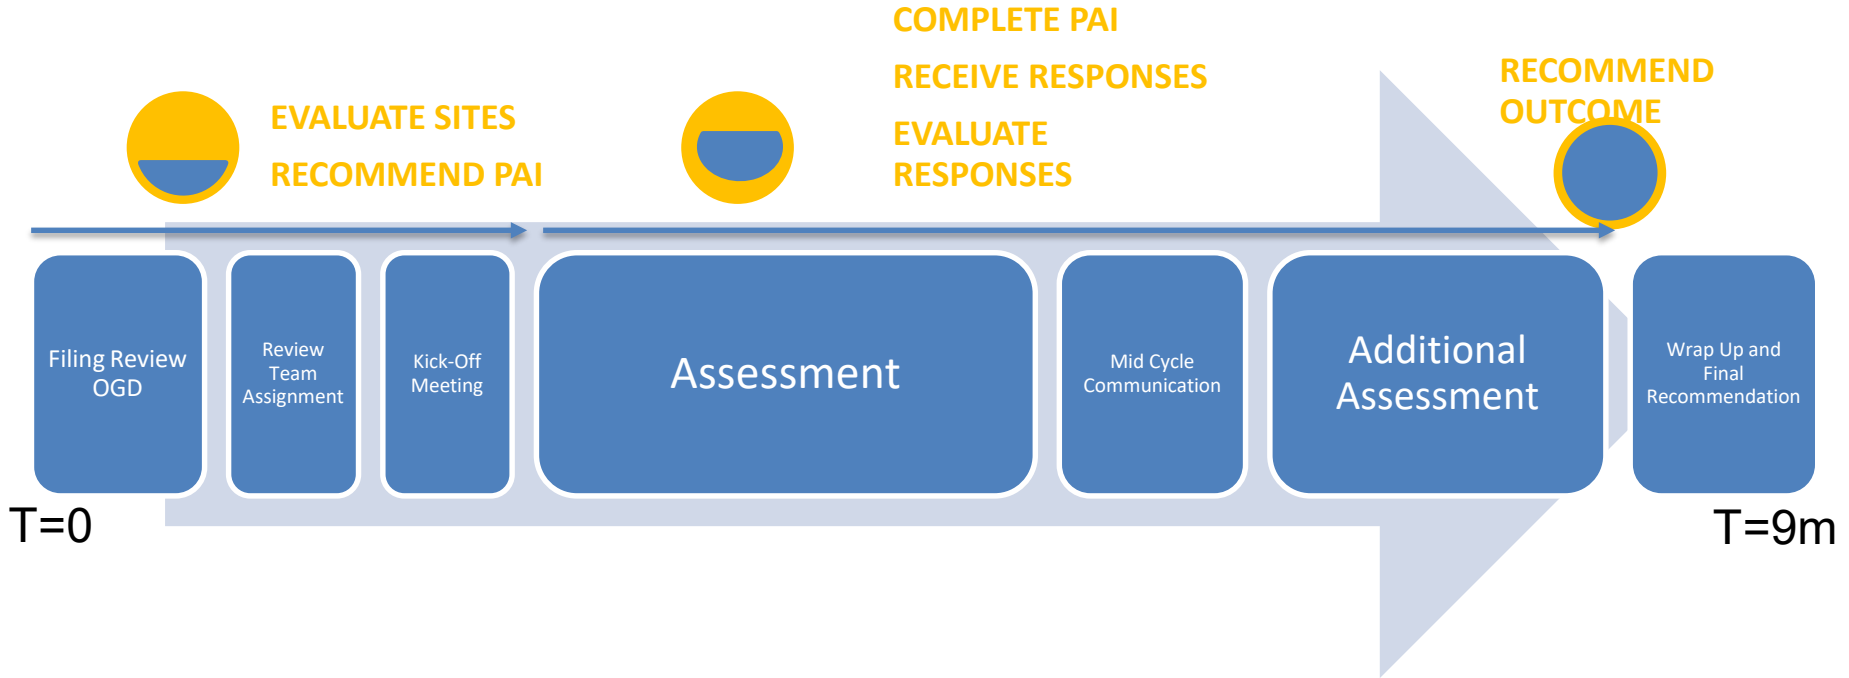 EVALUATE SITES
RECOMMEND PAI
COMPLETE PAI
RECEIVE RESPONSES
EVALUATE
RESPONSES
RECOMMEND
OUTCOME
Filing Review
OGD
Review
Team
Assignment
Kick-Off
Meeting
Assessment
Mid Cycle
Communication
Additional
Assessment
Wrap Up and
Final
Recommendation
T=0
T=9m